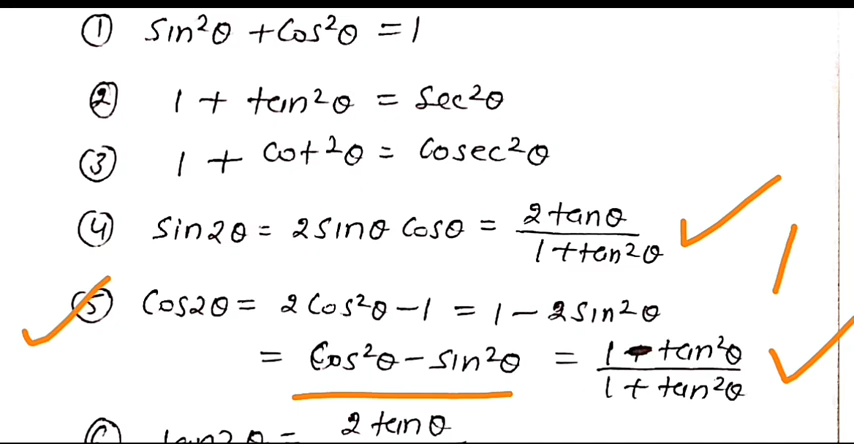 ① sin²θ + cos²θ = 1
② 1 + tan²θ = sec²θ
③ 1 + cot²θ = cosec²θ
④ sin2θ = 2sinθ cosθ = 2tanθ / 1+tan²θ
⑤ cos2θ = 2cos²θ-1 = 1-2sin²θ
= cos²θ-sin²θ = 1-tan²θ / 1+tan²θ
tan2θ = 2tanθ